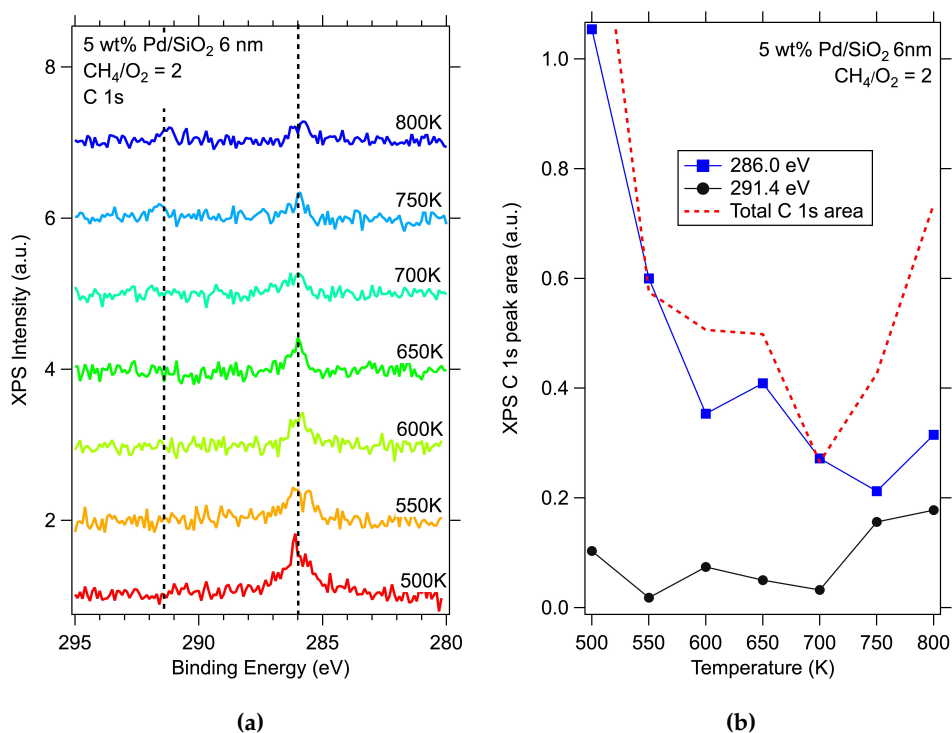 5 wt% Pd/SiO2 6 nm
CH4/O2 = 2
C 1s
800K
750K
700K
650K
600K
550K
500K
8
6
4
2
XPS Intensity (a.u.)
295
290
285
280
Binding Energy (eV)
(a)
5 wt% Pd/SiO2 6nm
CH4/O2 = 2
286.0 eV
291.4 eV
Total C 1s area
1.0
0.8
0.6
0.4
0.2
0.0
XPS C 1s peak area (a.u.)
500 550 600 650 700 750 800
Temperature (K)
(b)